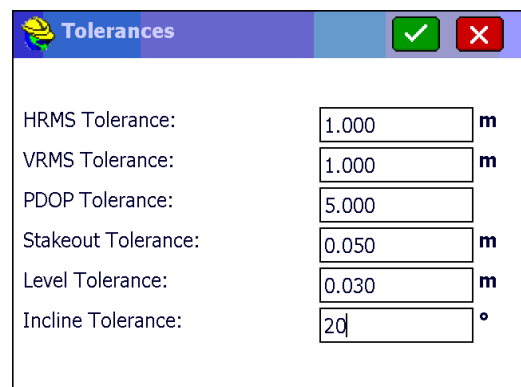 Tolerances
HRMS Tolerance: 1.000 m
VRMS Tolerance: 1.000 m
PDOP Tolerance: 5.000
Stakeout Tolerance: 0.050 m
Level Tolerance: 0.030 m
Incline Tolerance: 20 °